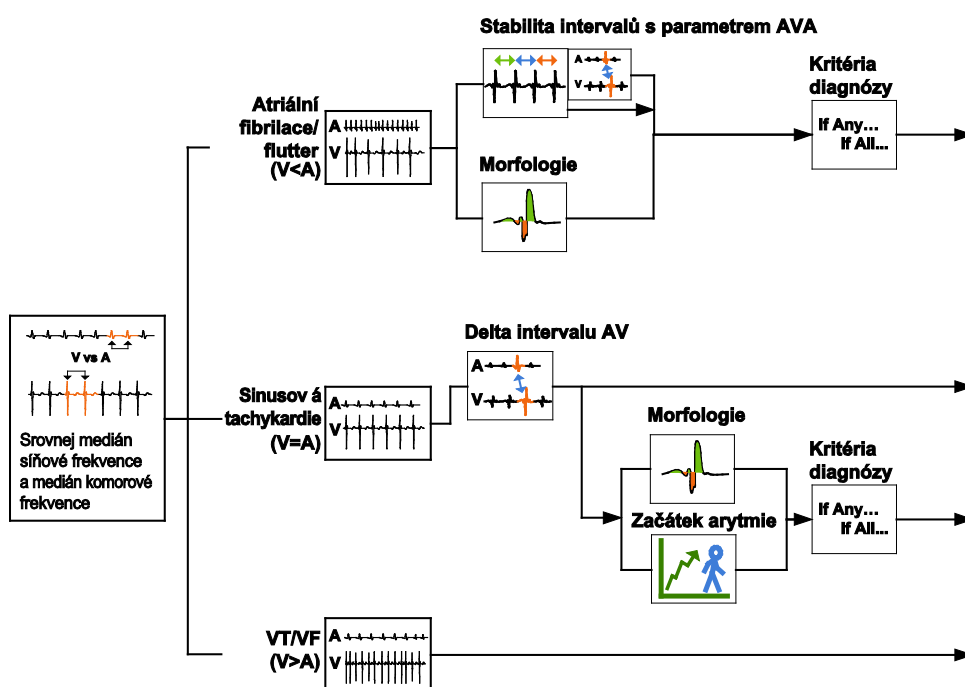 Stabilita intervalů s parametrem AVA
A
V
Kritéria
diagnózy
If Any...
If All...
Atriální
fibrilace/
flutter
(V<A)
A
V
Morfologie
V vs A
Srovnej medián
síňové frekvence
a medián komorové
frekvence
Delta intervalu AV
A
V
Sinusov á
tachykardie
(V=A)
A
V
Morfologie
Začátek arytmie
Kritéria
diagnózy
If Any...
If All...
VT/VF
(V>A)
A
V